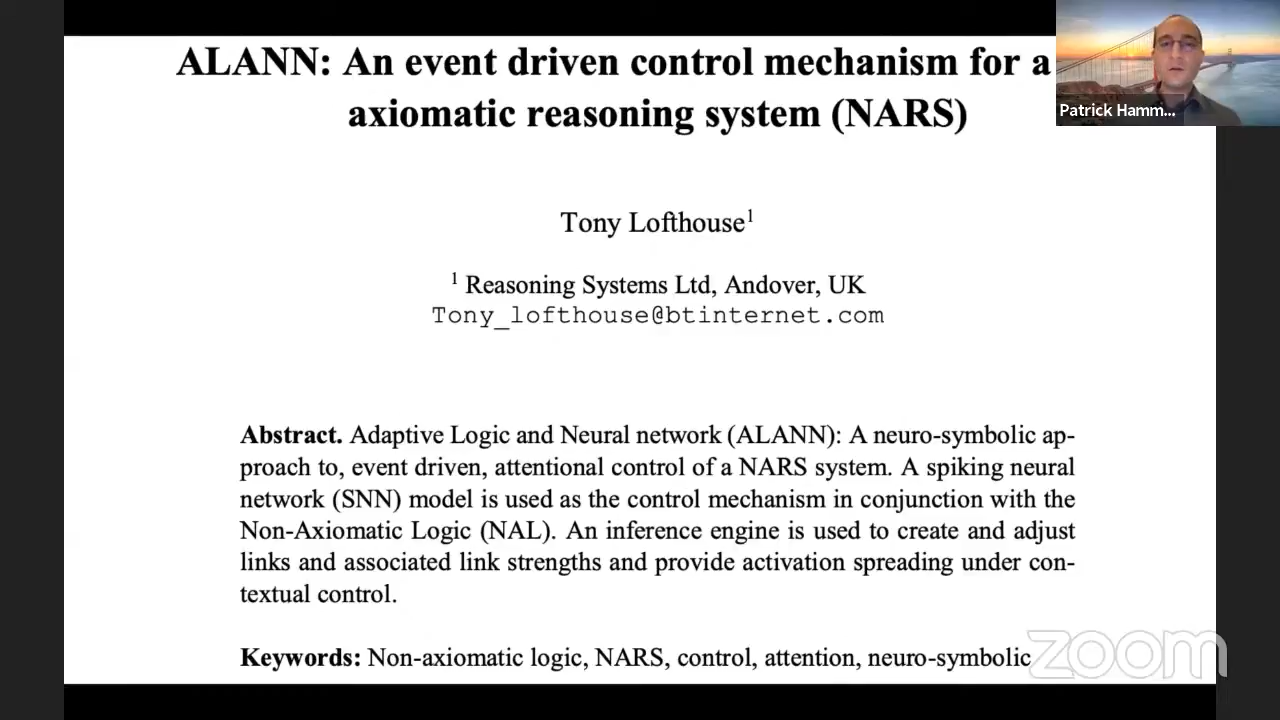 ALANN: An event driven control mechanism for a
axiomatic reasoning system (NARS)
Patrick Hamm...
Tony Lofthouse1
1 Reasoning Systems Ltd, Andover, UK
Tony_lofthouse@btinternet.com
Abstract. Adaptive Logic and Neural network (ALANN): A neuro-symbolic ap-
proach to, event driven, attentional control of a NARS system. A spiking neural
network (SNN) model is used as the control mechanism in conjunction with the
Non-Axiomatic Logic (NAL). An inference engine is used to create and adjust
links and associated link strengths and provide activation spreading under con-
textual control.
Keywords: Non-axiomatic logic, NARS, control, attention, neuro-symbolic
zoom